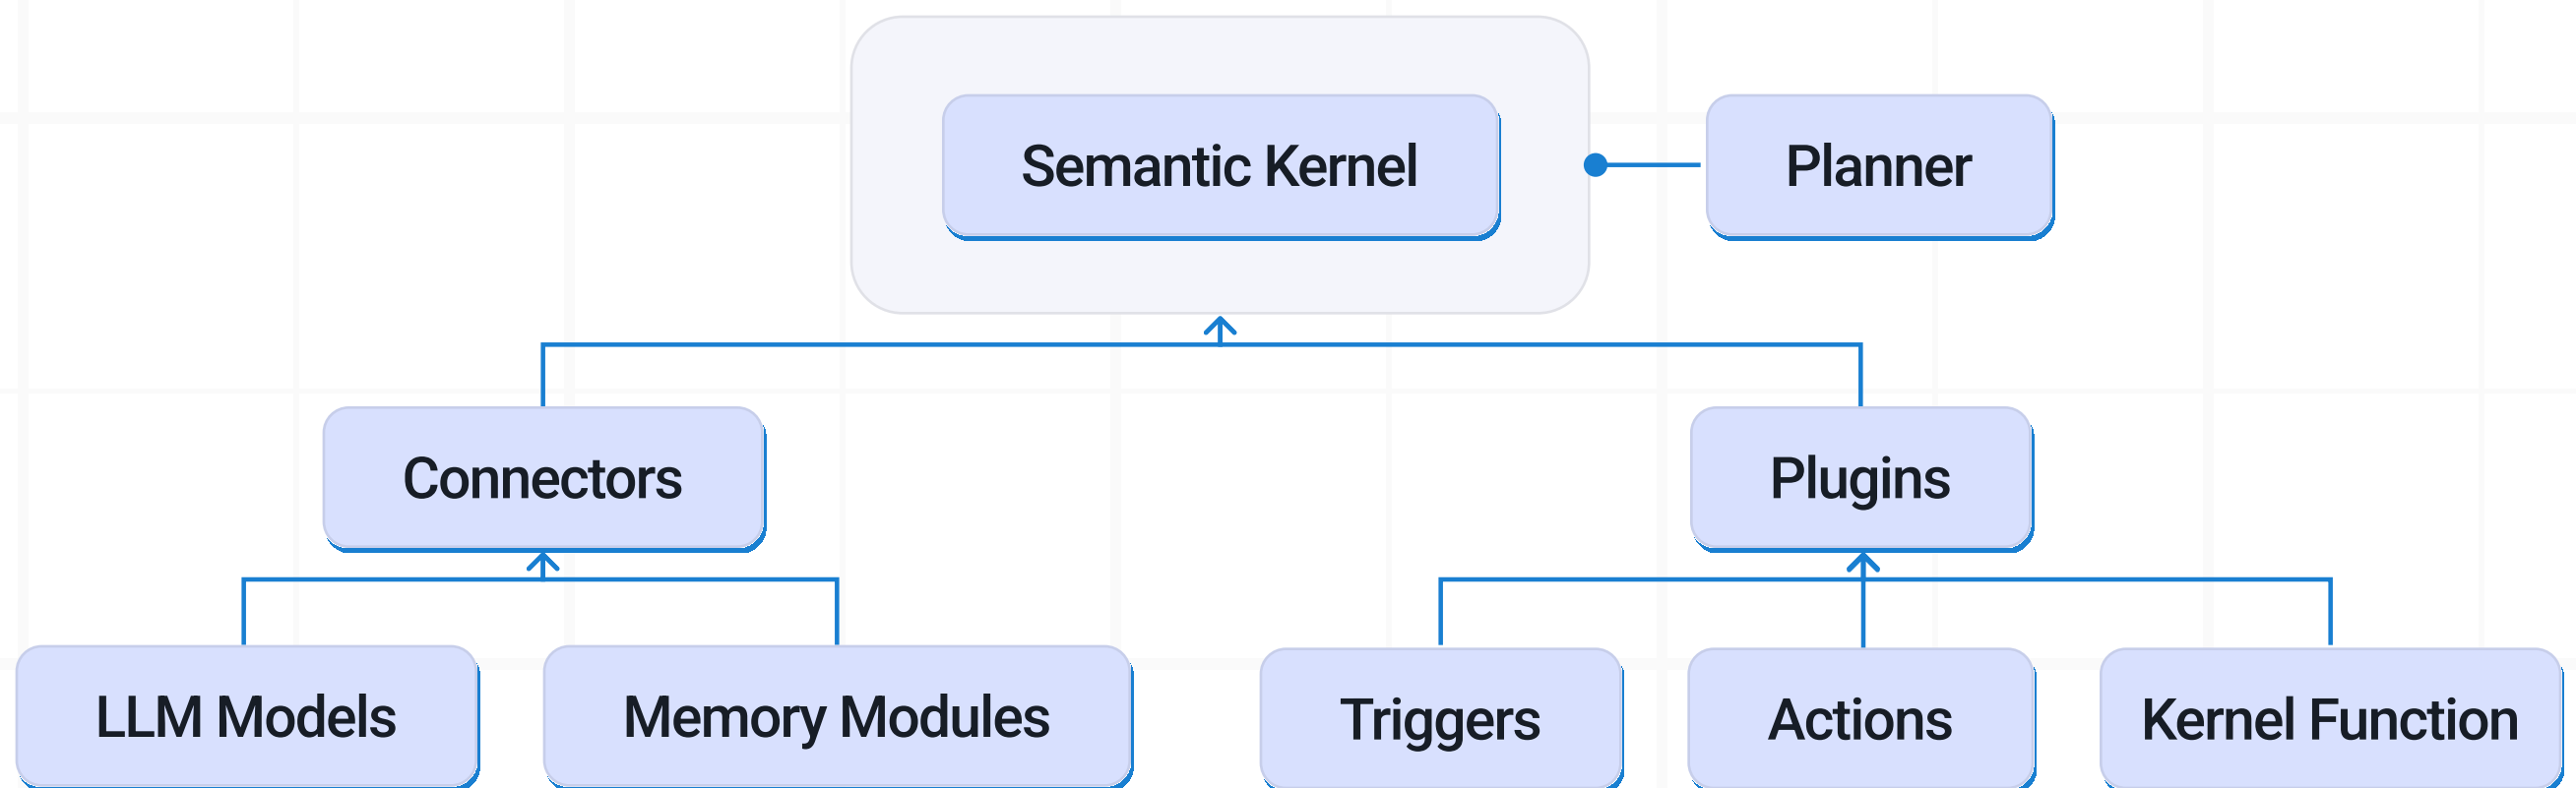 Semantic Kernel
Planner
Connectors
Plugins
LLM Models
Memory Modules
Triggers
Actions
Kernel Function